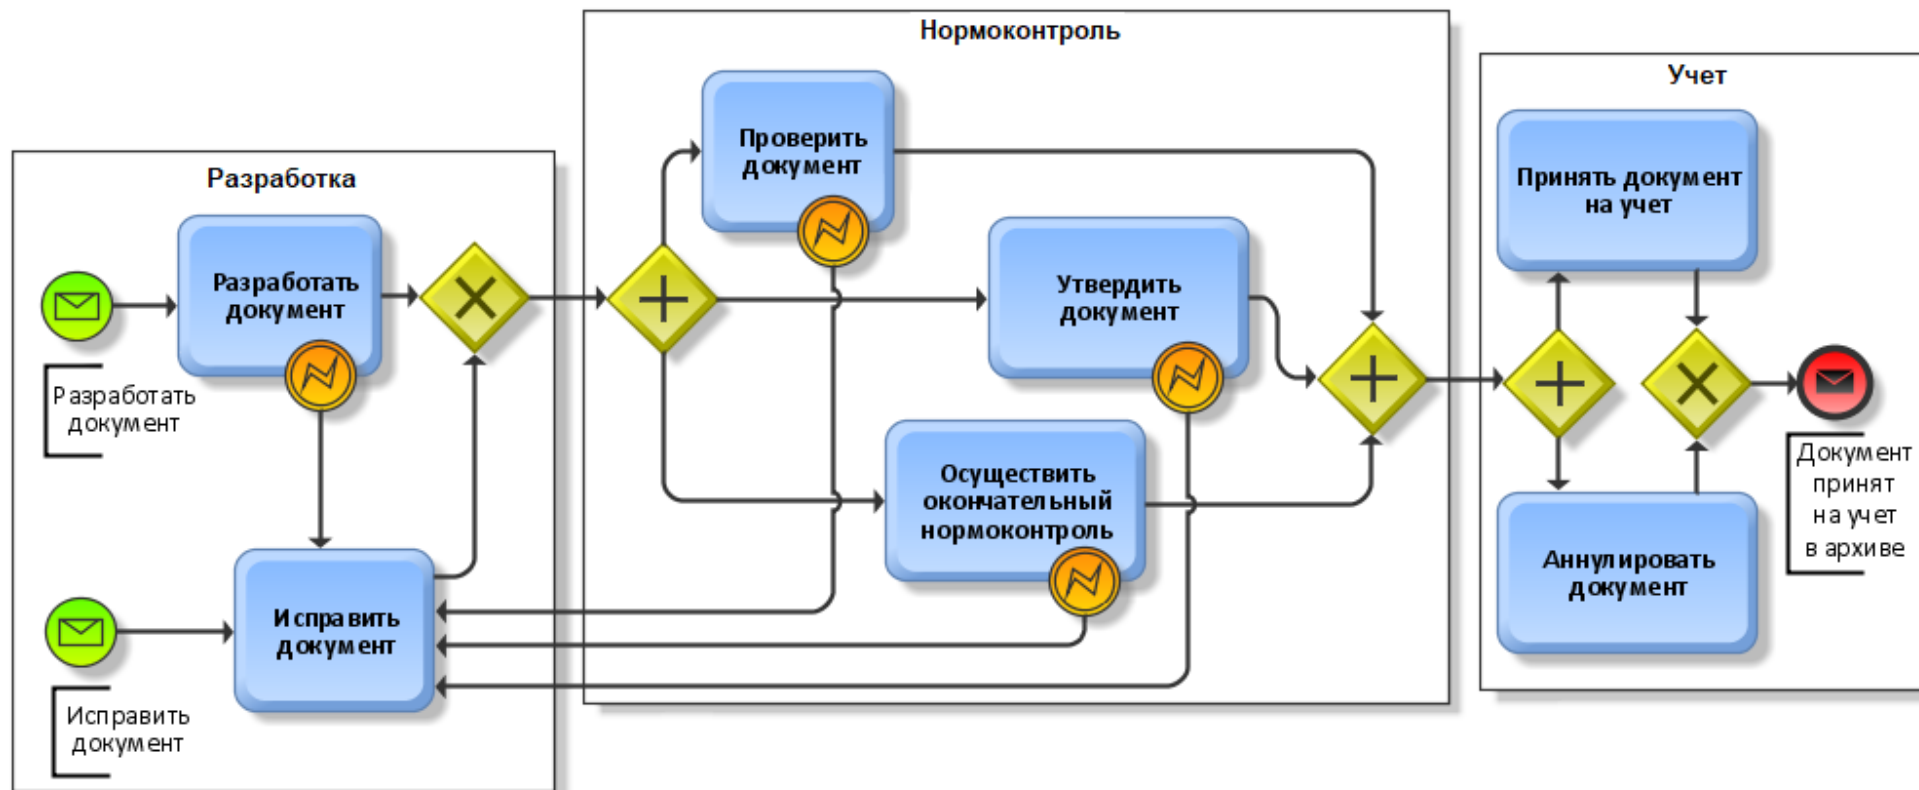 Разработка
Разработать
документ
Разработать
документ
Исправить
документ
Исправить
документ
Нормоконтроль
Проверить
документ
Утвердить
документ
Осуществить
окончательный
нормоконтроль
Учет
Принять документ
на учет
Аннулировать
документ
Документ
принят
на учет
в архиве